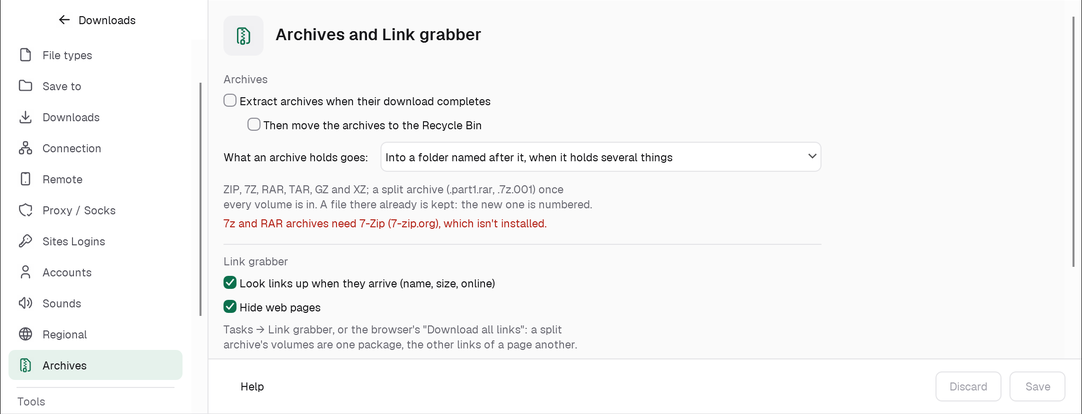 Downloads
File types
Save to
Downloads
Connection
Remote
Proxy / Socks
Sites Logins
Accounts
Sounds
Regional
Archives
Tools
Archives and Link grabber
Archives
Extract archives when their download completes
Then move the archives to the Recycle Bin
What an archive holds goes: Into a folder named after it, when it holds several things
ZIP, 7Z, RAR, TAR, GZ and XZ; a split archive (.part1.rar, .7z.001) once
every volume is in. A file there already is kept: the new one is numbered.
7z and RAR archives need 7-Zip (7-zip.org), which isn't installed.
Link grabber
Look links up when they arrive (name, size, online)
Hide web pages
Tasks → Link grabber, or the browser's "Download all links": a split
archive's volumes are one package, the other links of a page another.
Help
Discard
Save